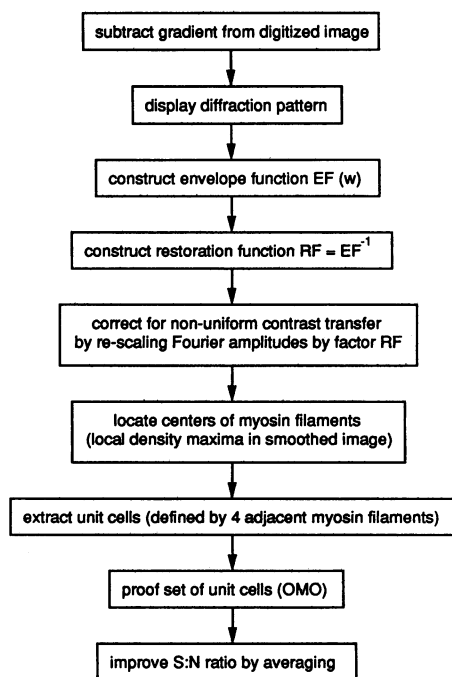 subtract gradient from digitized image
display diffraction pattern
construct envelope function EF (w)
construct restoration function RF = EF⁻¹
correct for non-uniform contrast transfer
by re-scaling Fourier amplitudes by factor RF
locate centers of myosin filaments
(local density maxima in smoothed image)
extract unit cells (defined by 4 adjacent myosin filaments)
proof set of unit cells (OMO)
improve S:N ratio by averaging